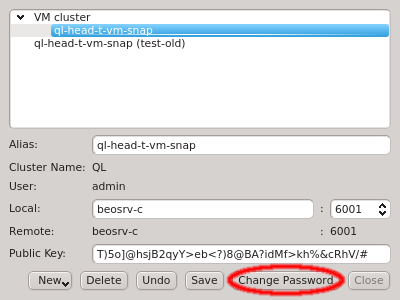 VM cluster
ql-head-t-vm-snap
ql-head-t-vm-snap (test-old)
Alias: ql-head-t-vm-snap
Cluster Name: QL
User: admin
Local: beosrv-c : 6001
Remote: beosrv-c : 6001
Public Key: T)5o]@hsjB2qyY>eb<?)8@BA?idMf>kh%&cRhV/#
New Delete Undo Save Change Password Close